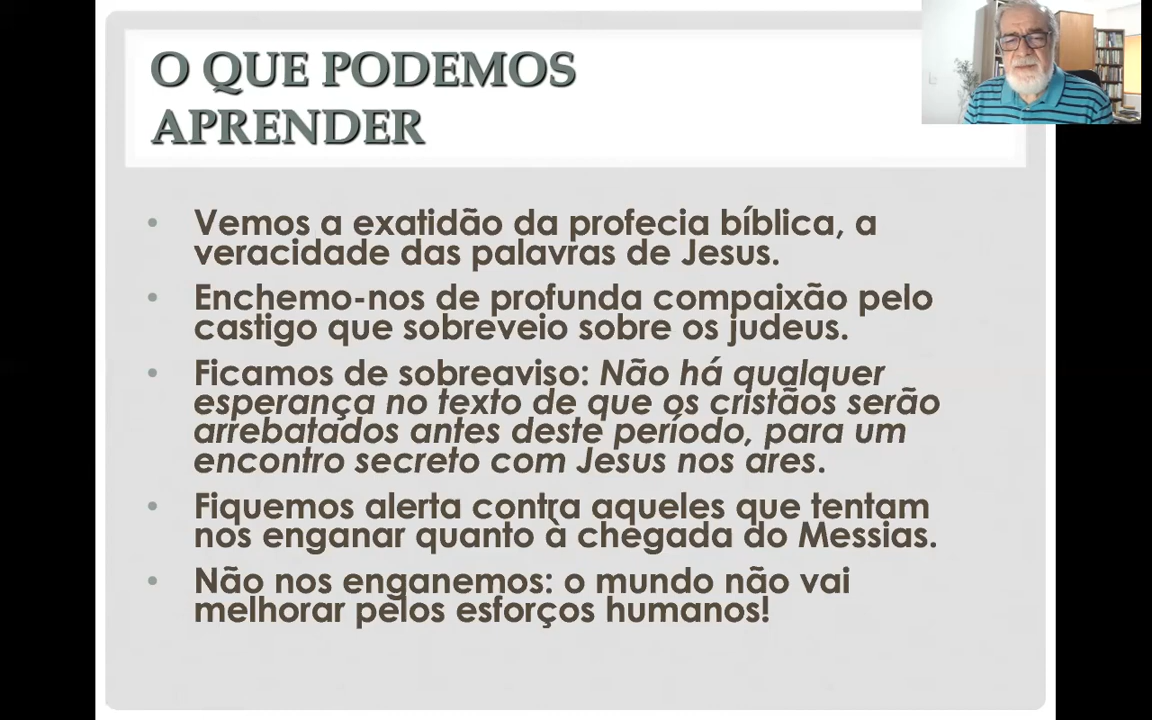 O QUE PODEMOS
APRENDER
• Vemos a exatidão da profecia bíblica, a
veracidade das palavras de Jesus.
• Enchemo-nos de profunda compaixão pelo
castigo que sobreveio sobre os judeus.
• Ficamos de sobreaviso: Não há qualquer
esperança no texto de que os cristãos serão
arrebatados antes deste período, para um
encontro secreto com Jesus nos ares.
• Fiquemos alerta contra aqueles que tentam
nos enganar quanto à chegada do Messias.
• Não nos enganemos: o mundo não vai
melhorar pelos esforços humanos!